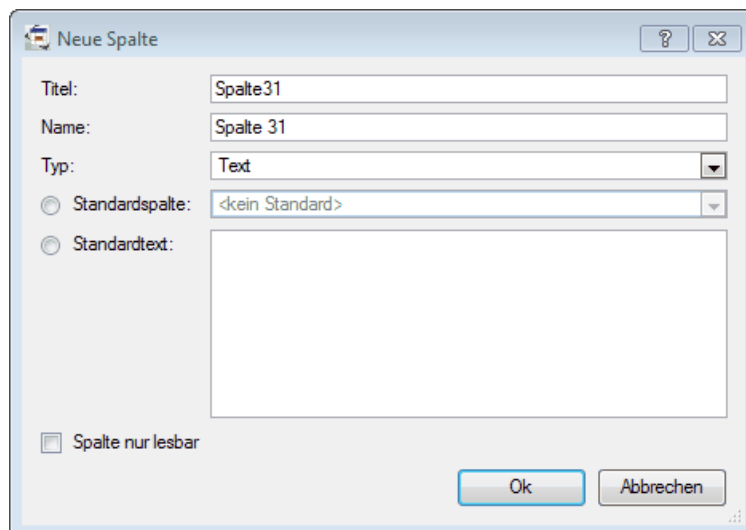 Neue Spalte
Titel: Spalte31
Name: Spalte 31
Typ: Text
Standardspalte: <kein Standard>
Standardtext:
Spalte nur lesbar
Ok Abbrechen